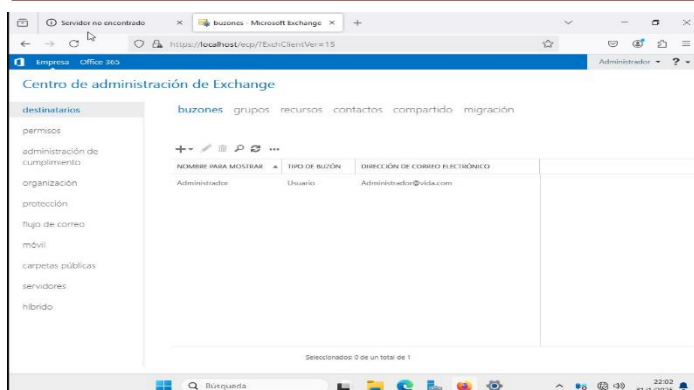 Servidor no encontrado
buzones - Microsoft Exchange
https://localhost/ecp/?ExchClientVer=15
Empresa Office 365
Administrador
Centro de administración de Exchange
destinatarios
permisos
administración de
cumplimiento
organización
protección
flujo de correo
móvil
carpetas públicas
servidores
híbrido
buzones grupos recursos contactos compartido migración
NOMBRE PARA MOSTRAR TIPO DE BUZÓN DIRECCIÓN DE CORREO ELECTRÓNICO
Administrador Usuario Administrador@vida.com
Seleccionados: 0 de un total de 1
Búsqueda
22:02